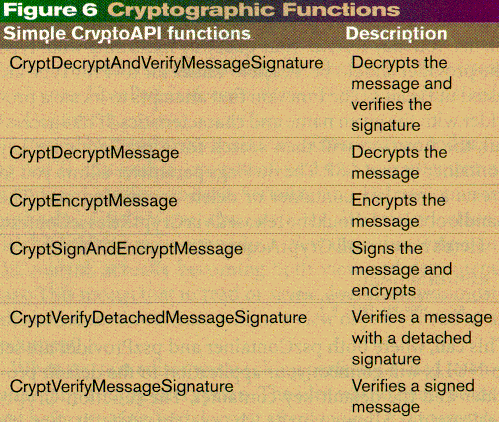 Figure 6 Cryptographic Functions
Simple CryptoAPI functions Description
CryptDecryptAndVerifyMessageSignature Decrypts the
message and
verifies the
signature
CryptDecryptMessage Decrypts the
message
CryptEncryptMessage Encrypts the
message
CryptSignAndEncryptMessage Signs the
message and
encrypts
CryptVerifyDetachedMessageSignature Verifies a message
with a detached
signature
CryptVerifyMessageSignature Verifies a signed
message